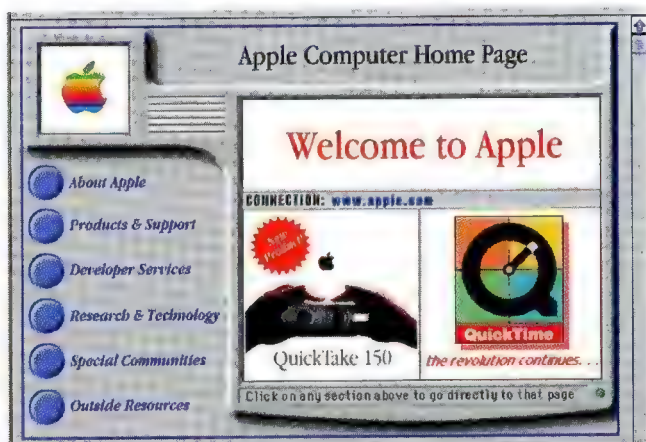 Apple Computer Home Page
Welcome to Apple
CONNECTION: www.apple.com
About Apple
Products & Support
Developer Services
Research & Technology
Special Communities
Outside Resources
New
Product!
QuickTake 150
QuickTime
the revolution continues. . .
Click on any section above to go directly to that page